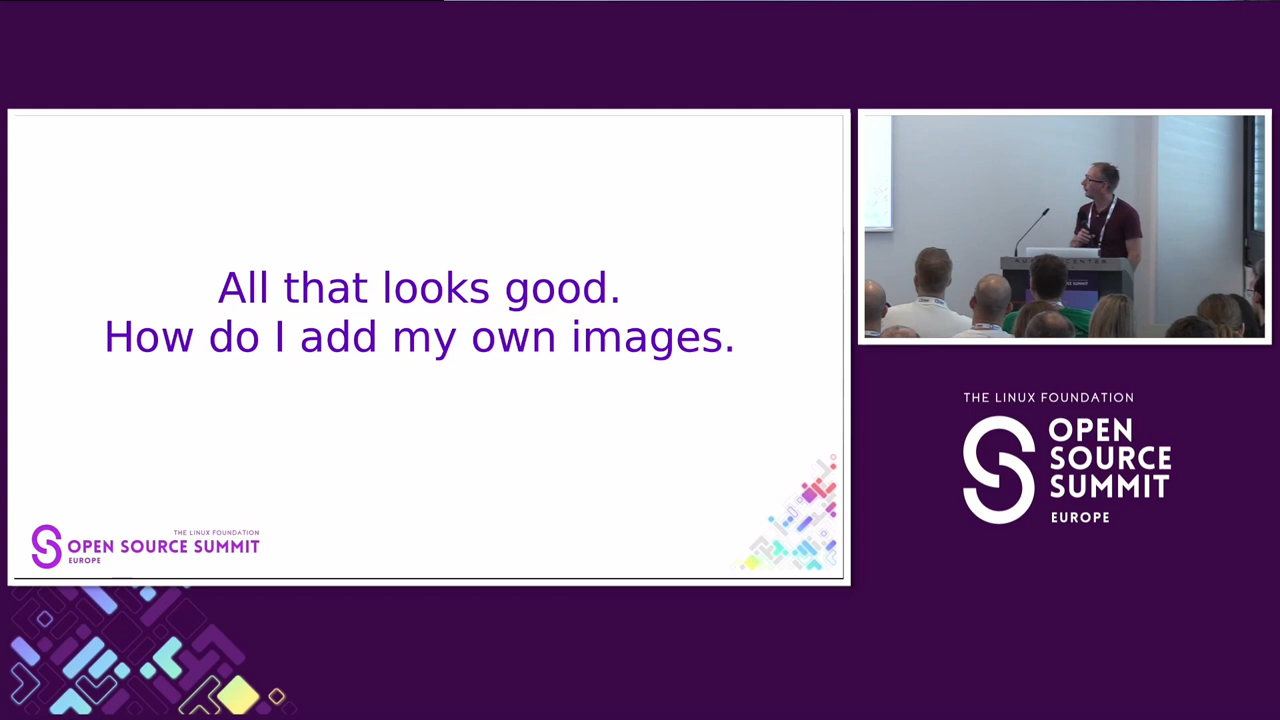 All that looks good.
How do I add my own images.
THE LINUX FOUNDATION
OPEN SOURCE SUMMIT
EUROPE
THE LINUX FOUNDATION
OPEN
SOURCE
SUMMIT
EUROPE